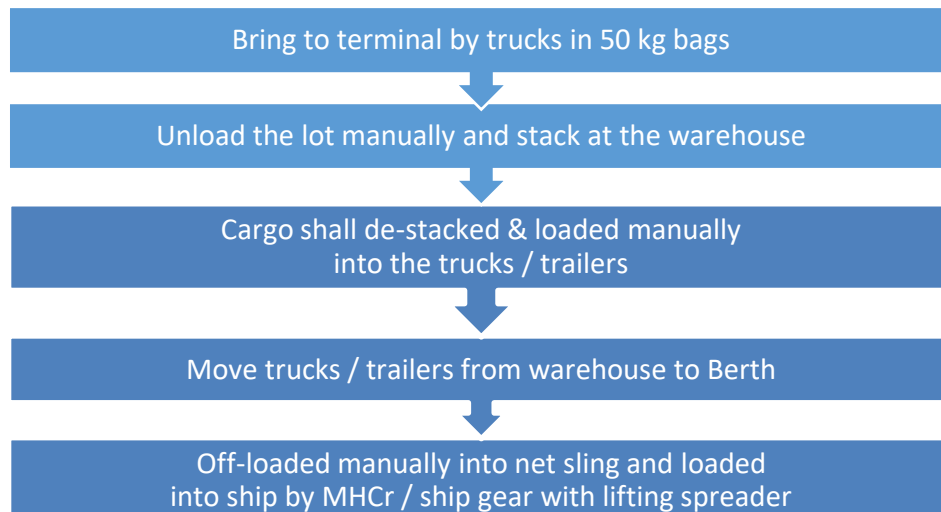 Bring to terminal by trucks in 50 kg bags
Unload the lot manually and stack at the warehouse
Cargo shall de-stacked & loaded manually
into the trucks / trailers
Move trucks / trailers from warehouse to Berth
Off-loaded manually into net sling and loaded
into ship by MHCr / ship gear with lifting spreader